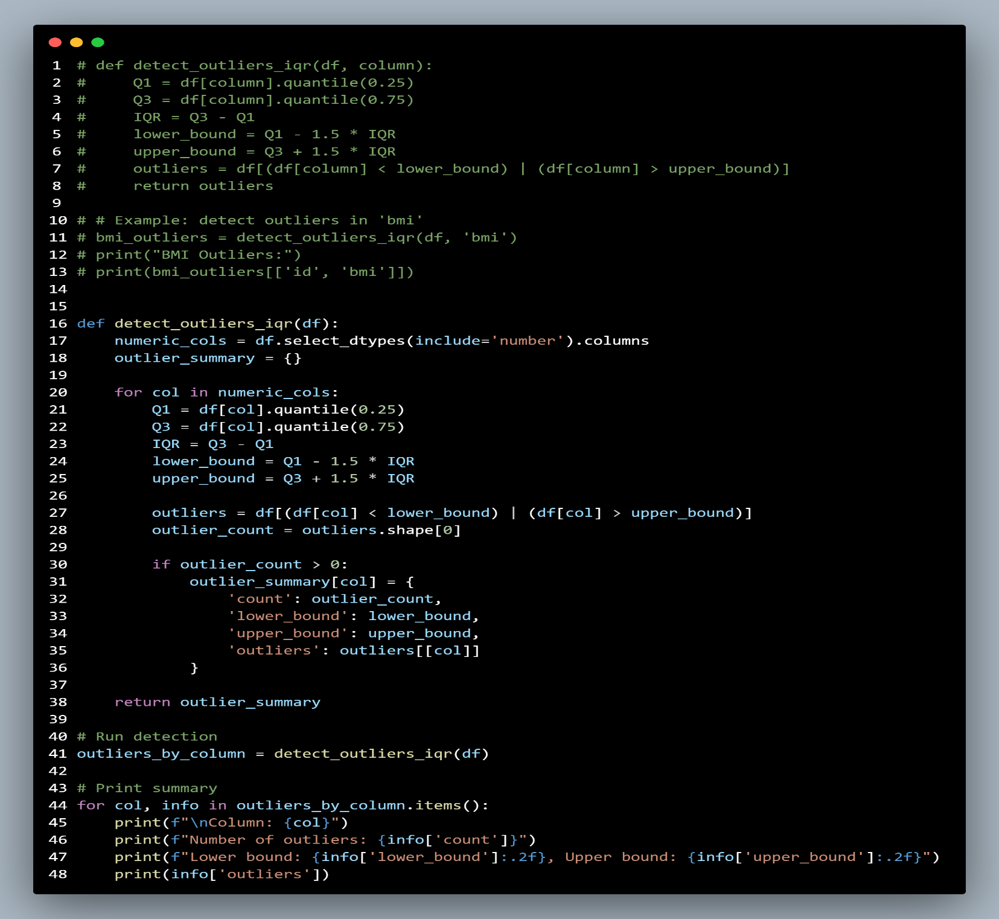 1 # def detect_outliers_iqr(df, column):
2 #     Q1 = df[column].quantile(0.25)
3 #     Q3 = df[column].quantile(0.75)
4 #     IQR = Q3 - Q1
5 #     lower_bound = Q1 - 1.5 * IQR
6 #     upper_bound = Q3 + 1.5 * IQR
7 #     outliers = df[(df[column] < lower_bound) | (df[column] > upper_bound)]
8 #     return outliers
9
10 # # Example: detect outliers in 'bmi'
11 # bmi_outliers = detect_outliers_iqr(df, 'bmi')
12 # print("BMI Outliers:")
13 # print(bmi_outliers[['id', 'bmi']])
14
15
16 def detect_outliers_iqr(df):
17     numeric_cols = df.select_dtypes(include='number').columns
18     outlier_summary = {}
19
20     for col in numeric_cols:
21         Q1 = df[col].quantile(0.25)
22         Q3 = df[col].quantile(0.75)
23         IQR = Q3 - Q1
24         lower_bound = Q1 - 1.5 * IQR
25         upper_bound = Q3 + 1.5 * IQR
26
27         outliers = df[(df[col] < lower_bound) | (df[col] > upper_bound)]
28         outlier_count = outliers.shape[0]
29
30         if outlier_count > 0:
31             outlier_summary[col] = {
32                 'count': outlier_count,
33                 'lower_bound': lower_bound,
34                 'upper_bound': upper_bound,
35                 'outliers': outliers[[col]]
36             }
37
38     return outlier_summary
39
40 # Run detection
41 outliers_by_column = detect_outliers_iqr(df)
42
43 # Print summary
44 for col, info in outliers_by_column.items():
45     print(f"\nColumn: {col}")
46     print(f"Number of outliers: {info['count']}")
47     print(f"Lower bound: {info['lower_bound']:.2f}, Upper bound: {info['upper_bound']:.2f}")
48     print(info['outliers'])